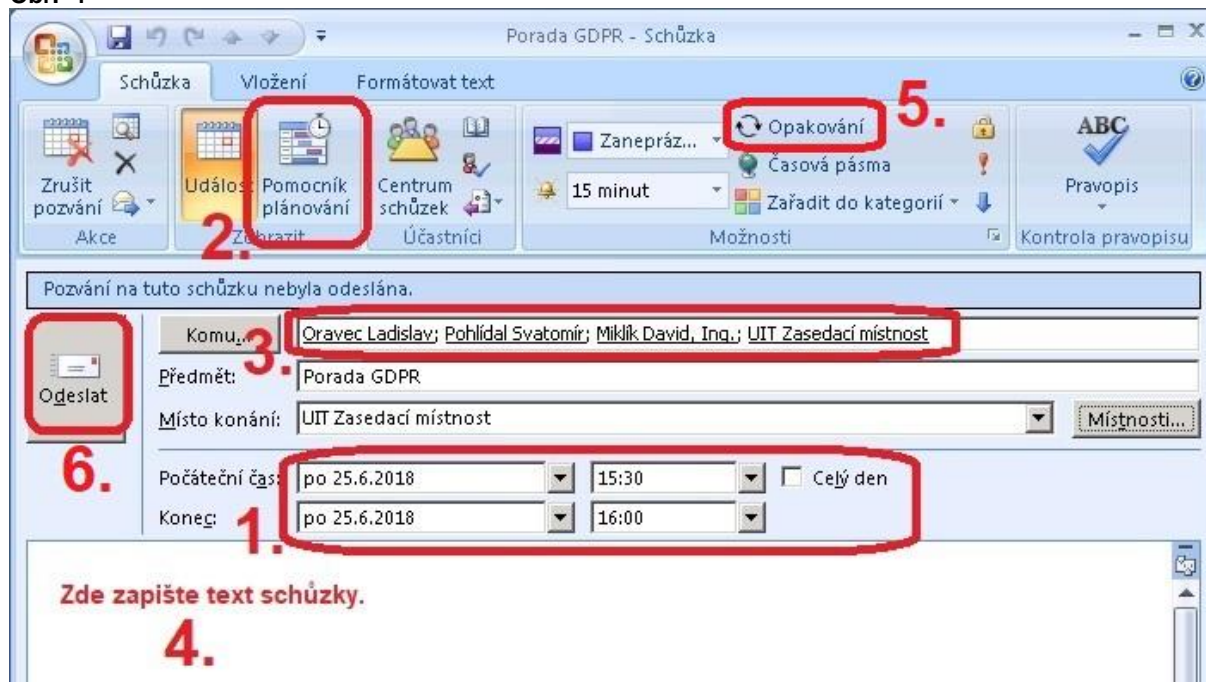 Porada GDPR - Schůzka
Schůzka Vložení Formátovat text
5.
Zrušit pozvání
Akce
Událost
Pomocník plánování
2.
Zobrazit
Centrum schůzek
Účastníci
Zanepráz...
15 minut
Opakování
Časová pásma
Zařadit do kategorií
Možnosti
ABC
Pravopis
Kontrola pravopisu
Pozvání na tuto schůzku nebyla odeslána.
Odeslat
6.
Komu...
3.
Oravec Ladislav; Pohlídal Svatomír; Miklík David, Ing.; UIT Zasedací místnost
Předmět: Porada GDPR
Místo konání: UIT Zasedací místnost Místnosti...
Počáteční čas: po 25.6.2018 15:30 Celý den
Konec: po 25.6.2018 16:00
1.
Zde zapište text schůzky.
4.